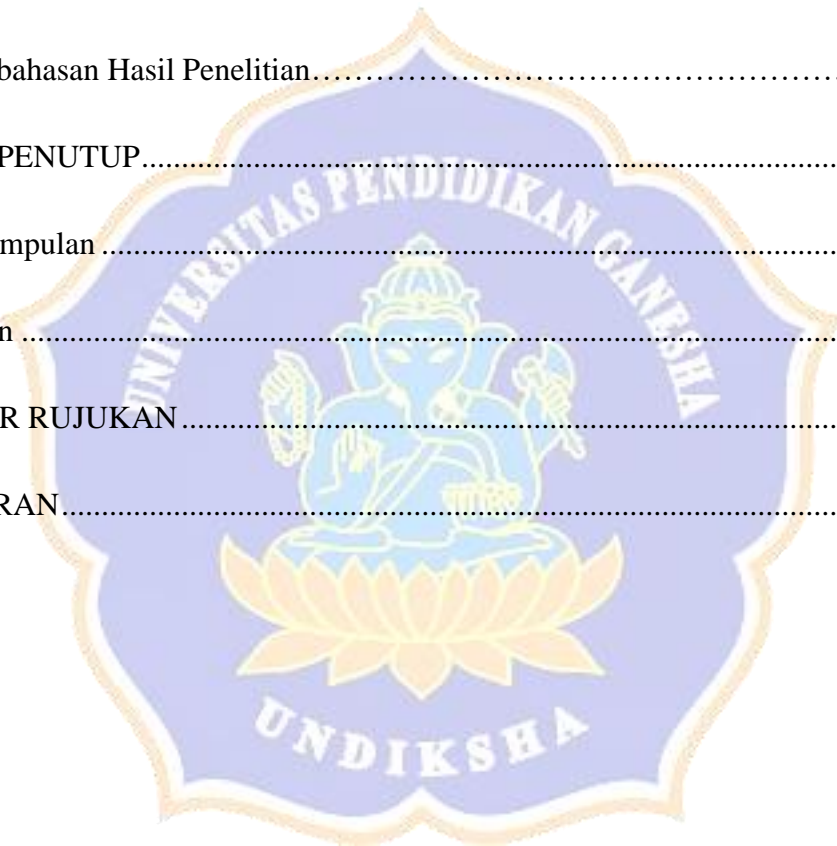 bahasan Hasil Penelitian……………………………………………………….
PENUTUP.....................................................................................
mpulan ..........................................................................................
n ....................................................................................................
R RUJUKAN................................................................................
RAN..............................................................................................
UNIVERSITAS PENDIDIKAN GANESHA
UNDIKSHA